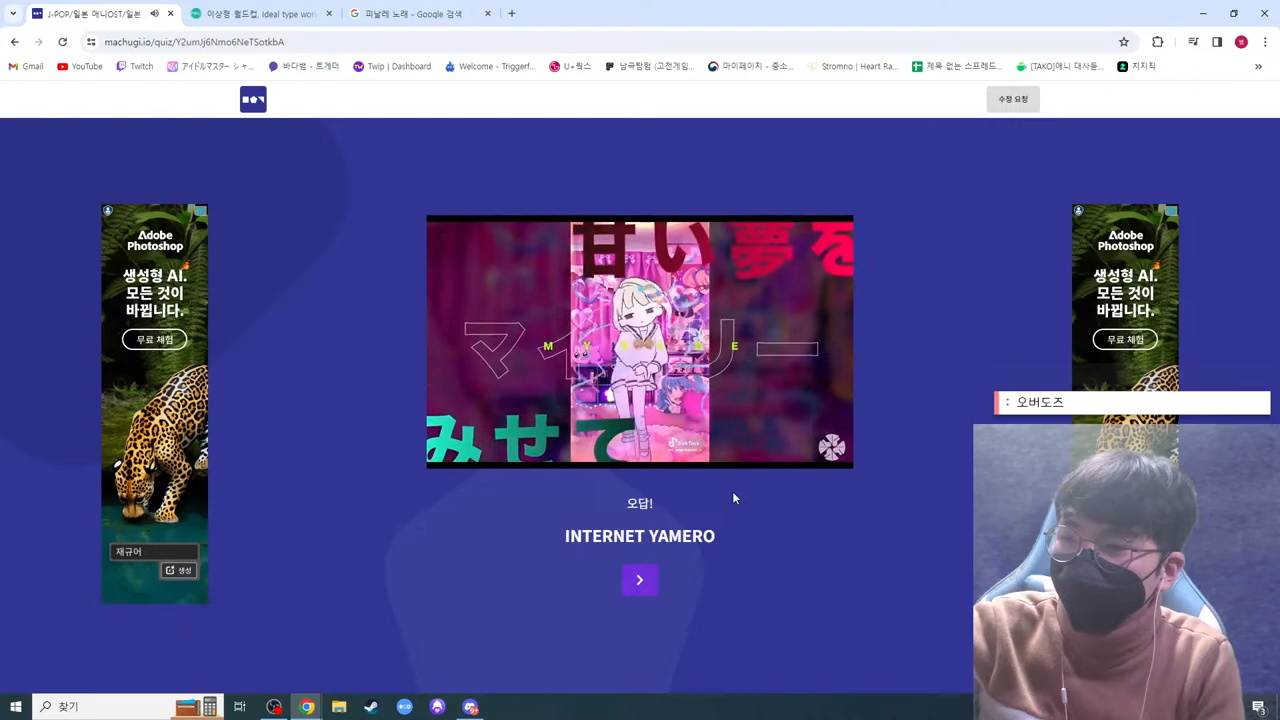 J-POP/일본 애니OST/일본
이상형 월드컵, Ideal type worl
피날레 노래 - Google 검색
machugi.io/quiz/Y2umJj6Nmo6NeTSotkbA
Gmail
YouTube
Twitch
アイドルマスター シャ...
바다뱀 - 트게더
Twip | Dashboard
Welcome - Triggerf...
U+웍스
남극탐험 (고전게임...
마이페이지 - 중소...
Stromno | Heart Ra...
제목 없는 스프레드...
[TAKO]애니 대사듣...
지지직
수정 요청
Adobe
Photoshop
생성형 AI.
모든 것이
바뀝니다.
무료 체험
재규어
생성
甘い夢を
マイセリー
みせて
오답!
INTERNET YAMERO
Adobe
Photoshop
생성형 AI.
모든 것이
바뀝니다.
무료 체험
: 오버도즈
찾기
3